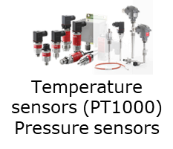 Temperature
sensors (PT1000)
Pressure sensors